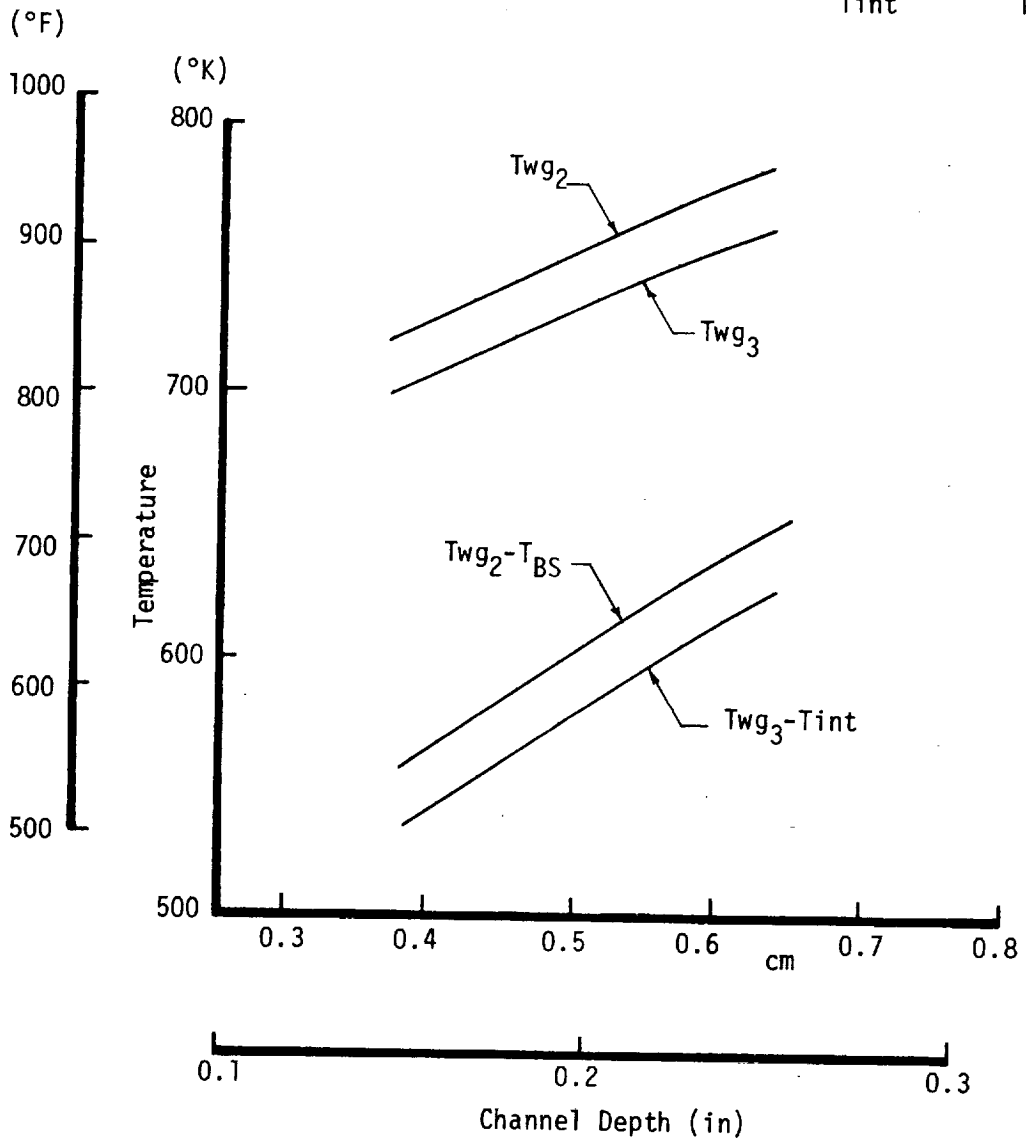 Tint
(°F)
(°K)
1000
900
800
700
600
500
800
700
600
500
Temperature
Twg2
Twg3
Twg2-TBS
Twg3-Tint
0.3 0.4 0.5 0.6 0.7 0.8
cm
0.1 0.2 0.3
Channel Depth (in)